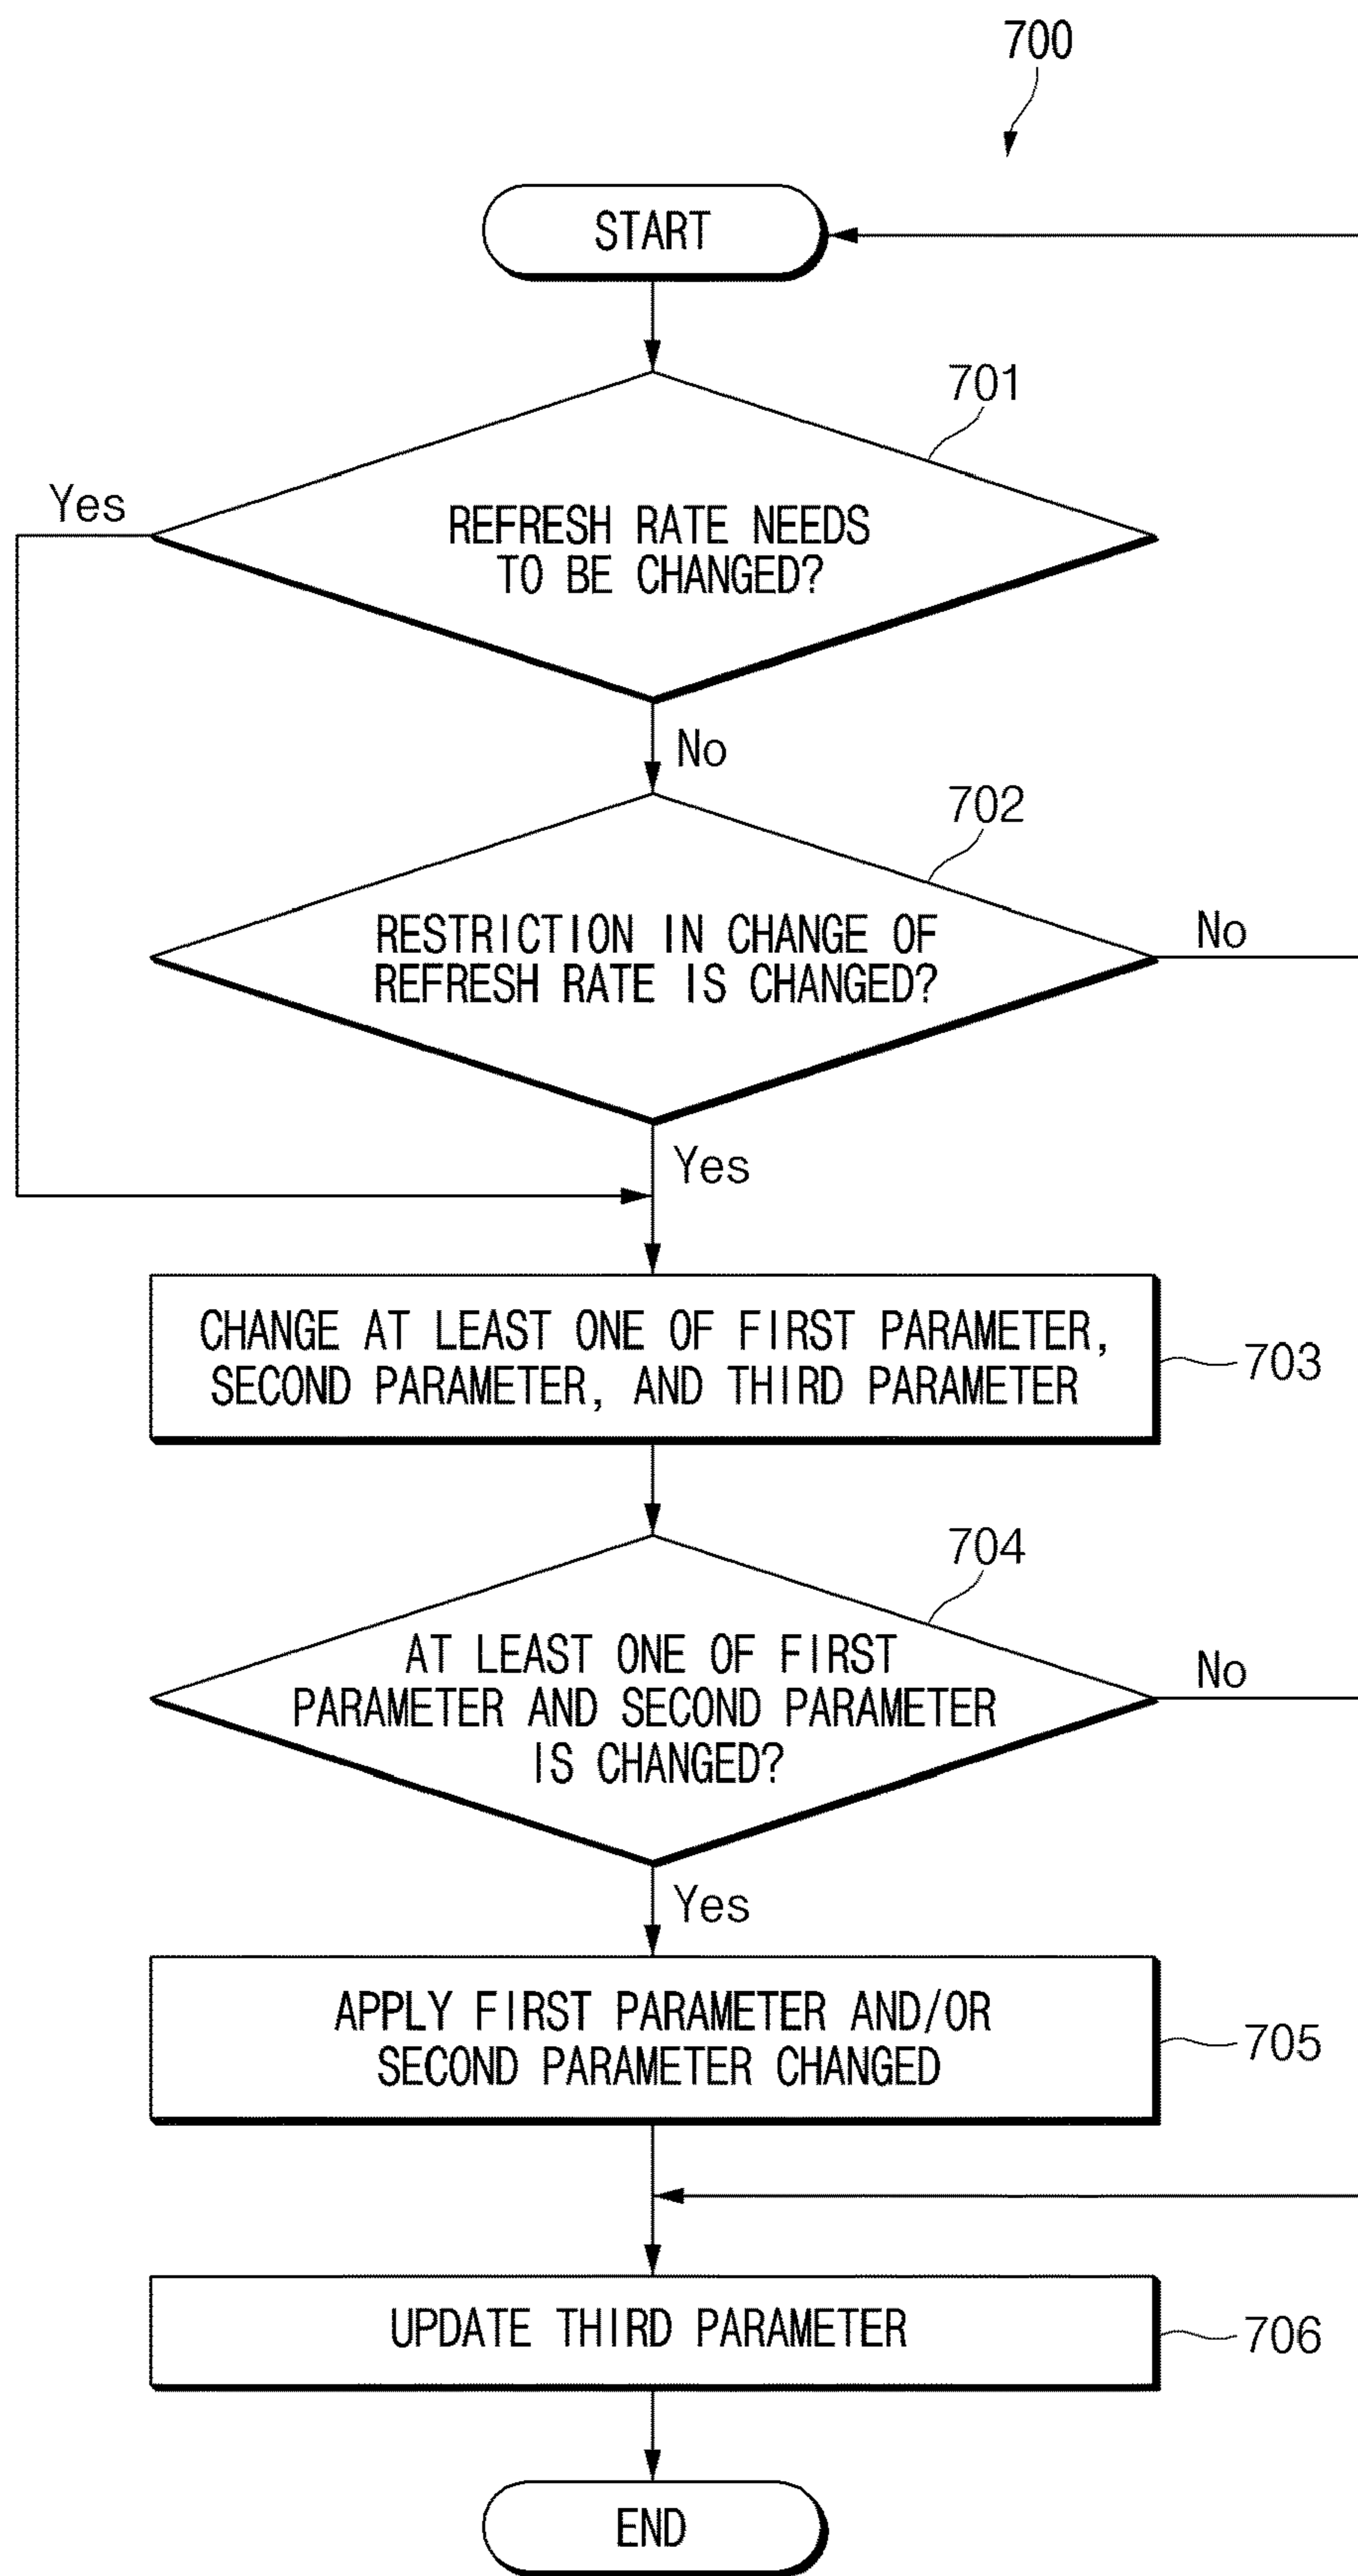 700
START
701
Yes
REFRESH RATE NEEDS
TO BE CHANGED?
No
702
RESTRICTION IN CHANGE OF
REFRESH RATE IS CHANGED?
No
Yes
CHANGE AT LEAST ONE OF FIRST PARAMETER,
SECOND PARAMETER, AND THIRD PARAMETER
703
704
AT LEAST ONE OF FIRST
PARAMETER AND SECOND PARAMETER
IS CHANGED?
No
Yes
APPLY FIRST PARAMETER AND/OR
SECOND PARAMETER CHANGED
705
UPDATE THIRD PARAMETER
706
END